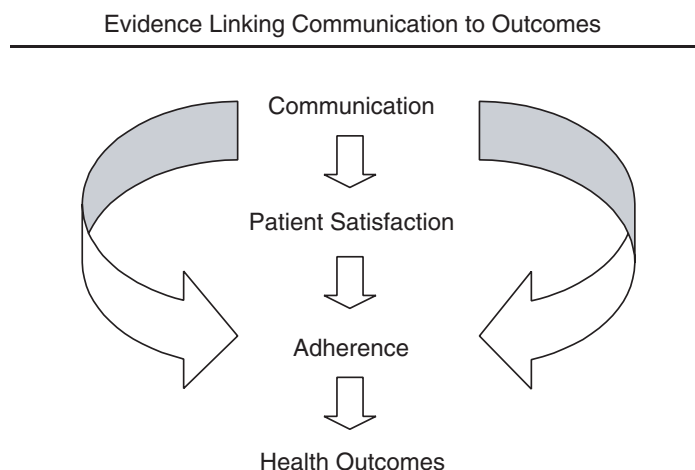 Evidence Linking Communication to Outcomes
Communication
Patient Satisfaction
Adherence
Health Outcomes